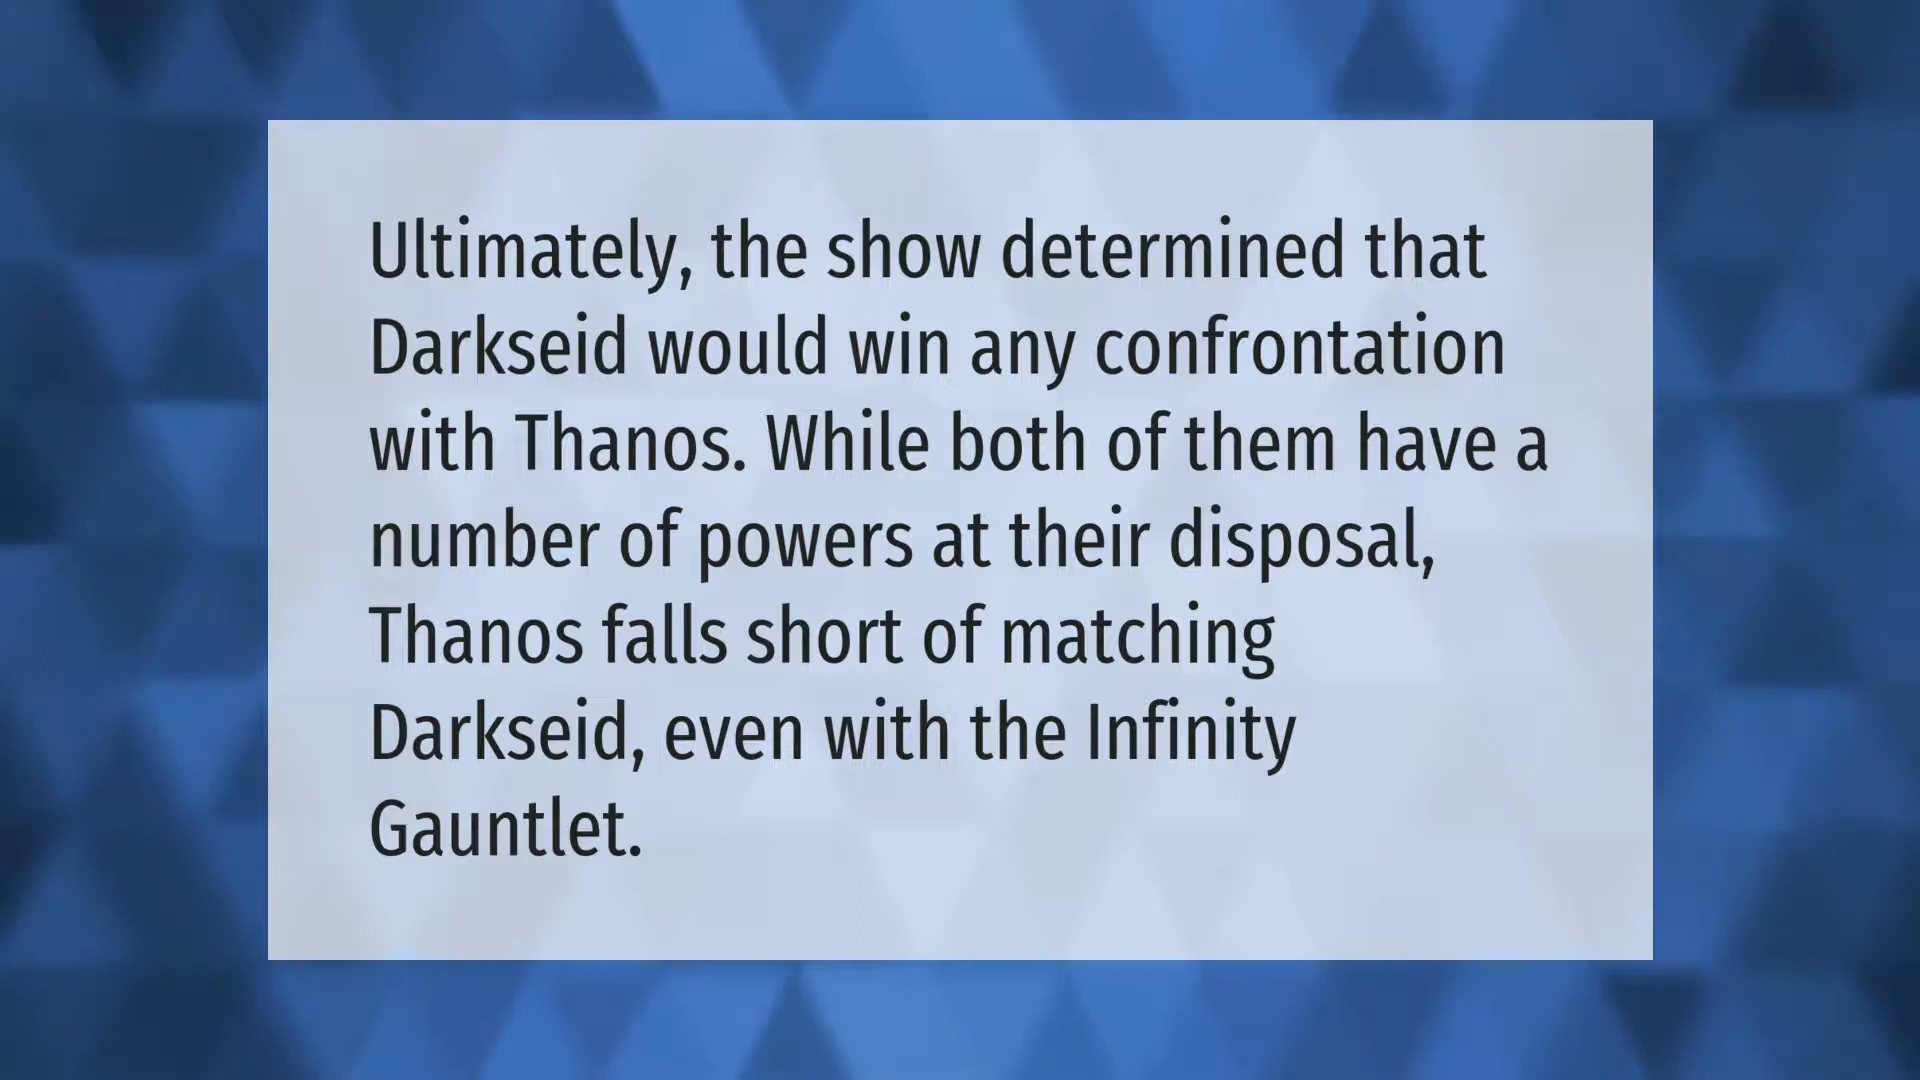 Ultimately, the show determined that
Darkseid would win any confrontation
with Thanos. While both of them have a
number of powers at their disposal,
Thanos falls short of matching
Darkseid, even with the Infinity
Gauntlet.